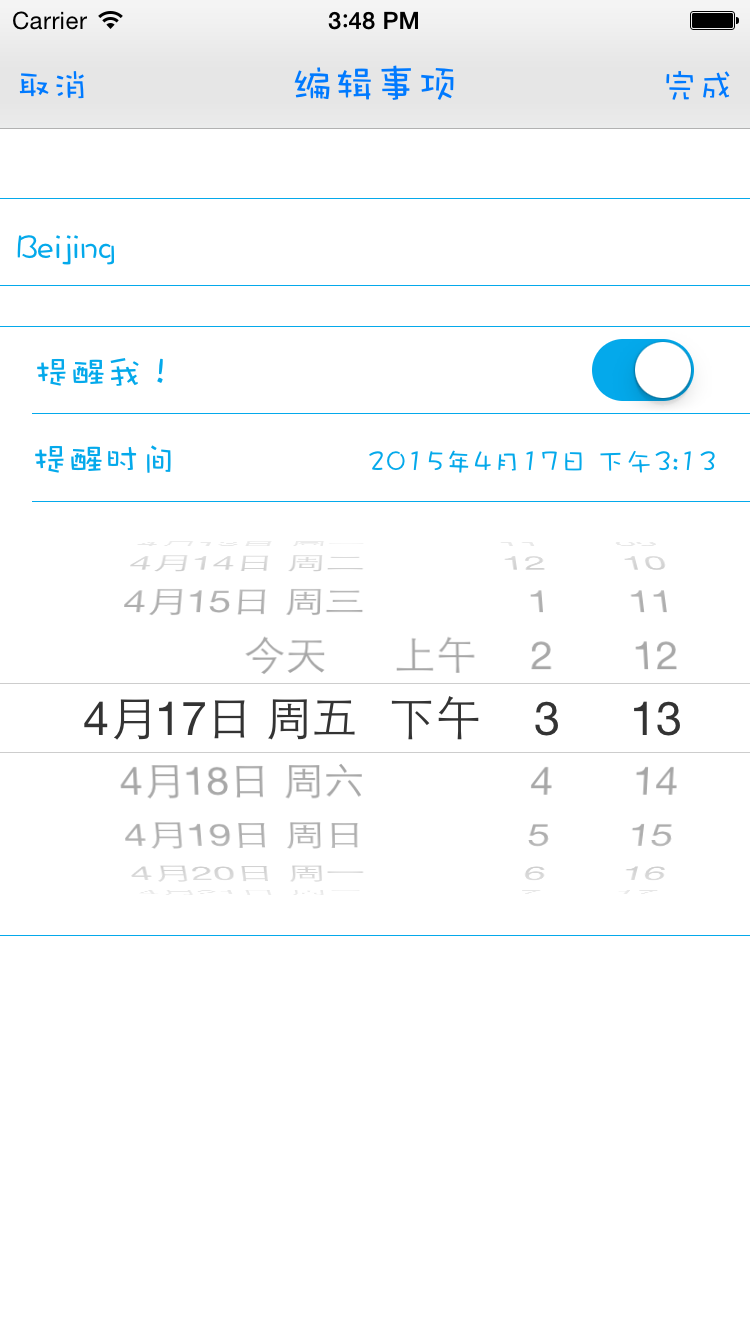 Carrier 3:48 PM
取消 编辑事项 完成
Beijing
提醒我！
提醒时间 2015年4月17日 下午3:13
4月14日 周二 12 10
4月15日 周三 1 11
今天 上午 2 12
4月17日 周五 下午 3 13
4月18日 周六 4 14
4月19日 周日 5 15
4月20日 周一 6 16